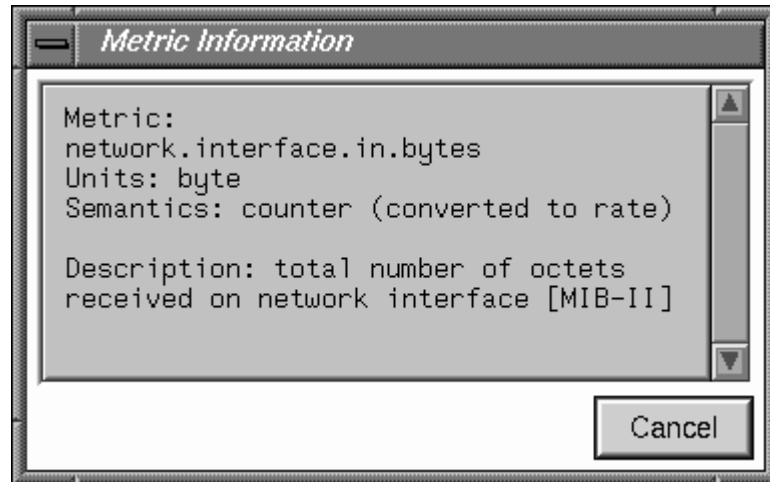 Metric Information
Metric:
network.interface.in.bytes
Units: byte
Semantics: counter (converted to rate)
Description: total number of octets
received on network interface [MIB-II]
Cancel